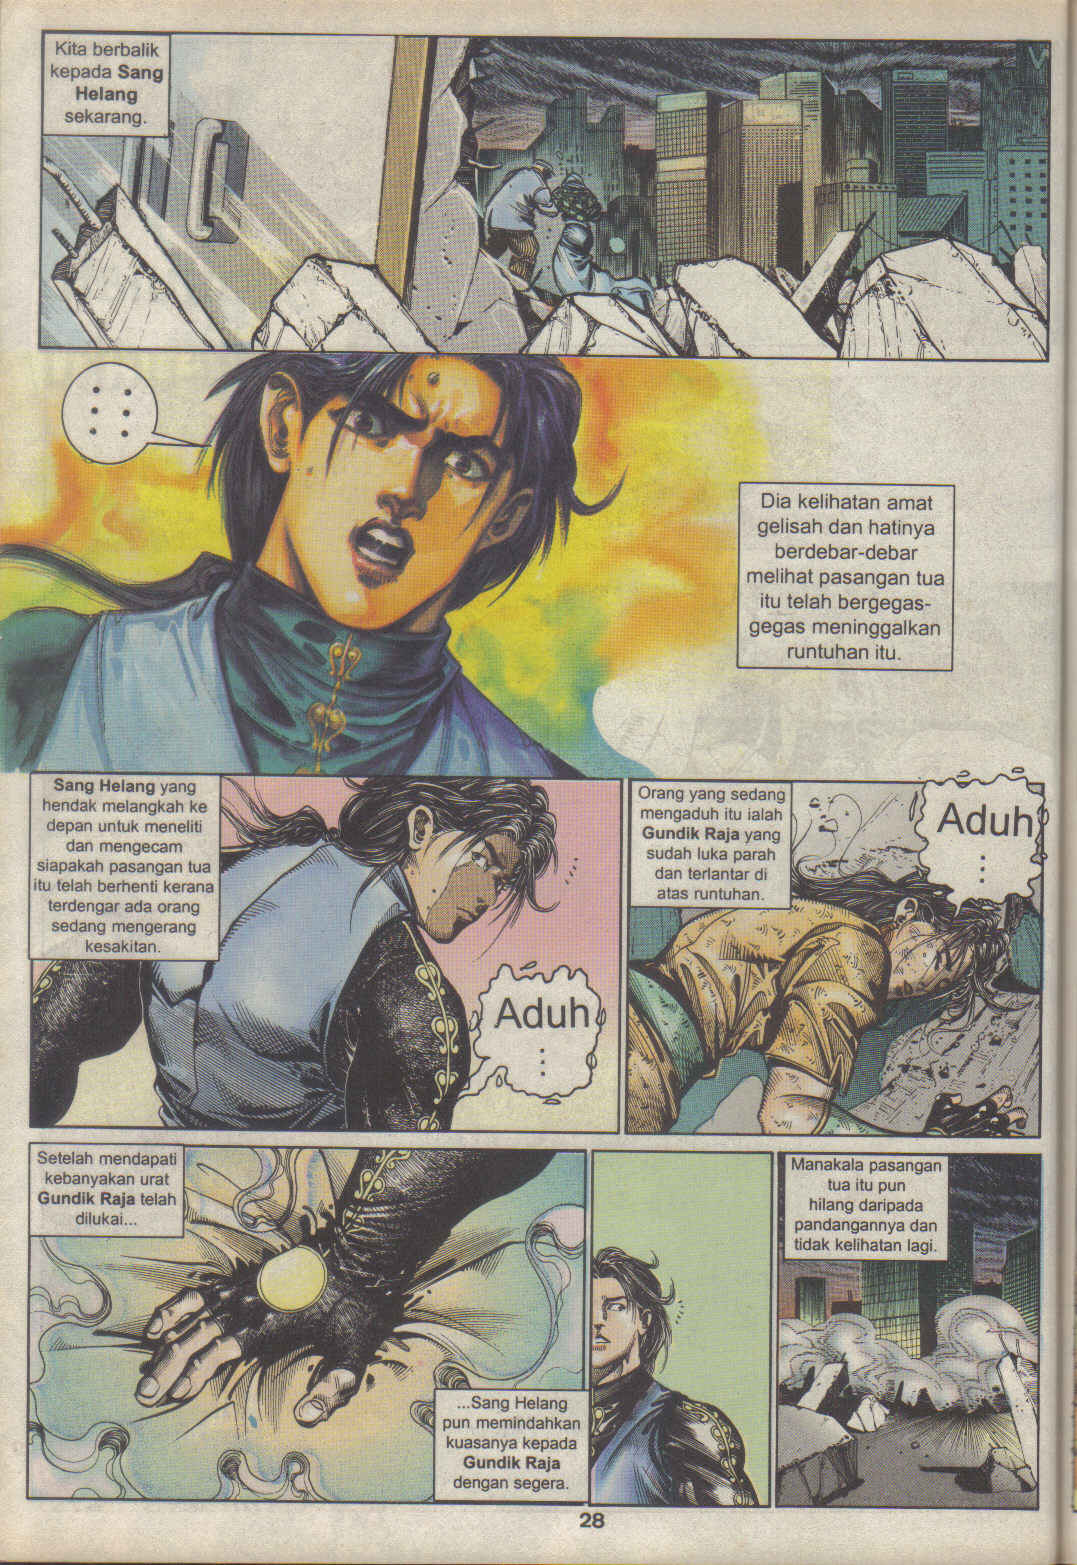 Kita berbalik
kepada Sang
Helang
sekarang.
Dia kelihatan amat
gelisah dan hatinya
berdebar-debar
melihat pasangan tua
itu telah bergegas-
gegas meninggalkan
runtuhan itu.
Sang Helang yang
hendak melangkah ke
depan untuk meneliti
dan mengecam
siapakah pasangan tua
itu telah berhenti kerana
terdengar ada orang
sedang mengerang
kesakitan.
Aduh
...
Orang yang sedang
mengaduh itu ialah
Gundik Raja yang
sudah luka parah
dan terlantar di
atas runtuhan.
Aduh
...
Setelah mendapati
kebanyakan urat
Gundik Raja telah
dilukai...
...Sang Helang
pun memindahkan
kuasanya kepada
Gundik Raja
dengan segera.
Manakala pasangan
tua itu pun
hilang daripada
pandangannya dan
tidak kelihatan lagi.
28